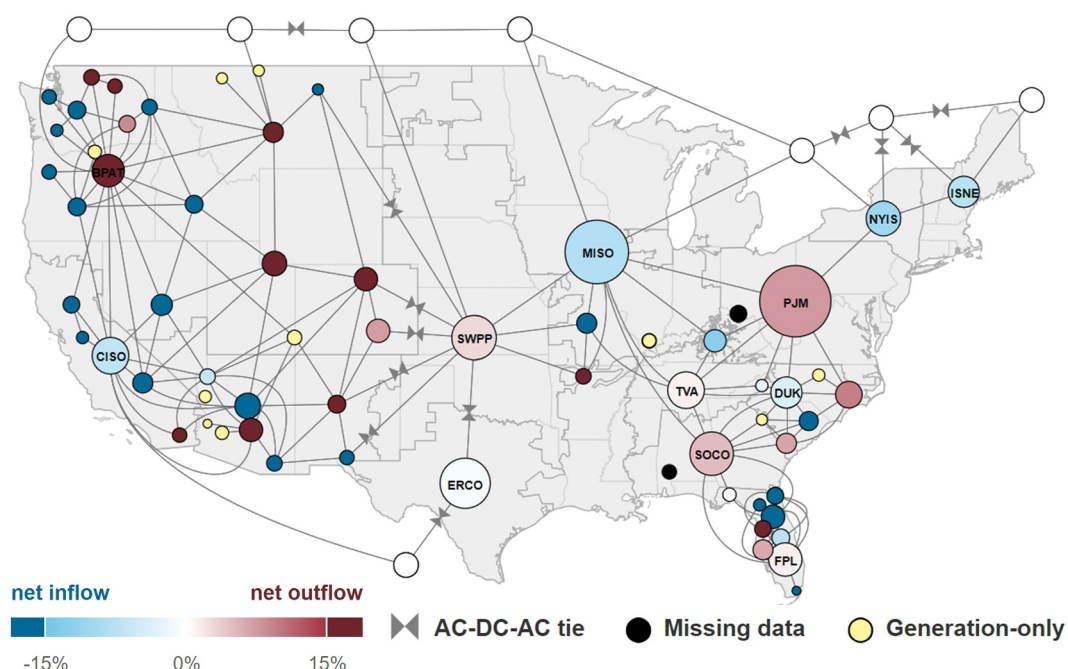 BPAT
ISNE
NYIS
MISO
PJM
SWPP
CISO
TVA
DUK
SOCO
ERCO
FPL
net inflow
net outflow
AC-DC-AC tie
Missing data
Generation-only
-15%
0%
15%